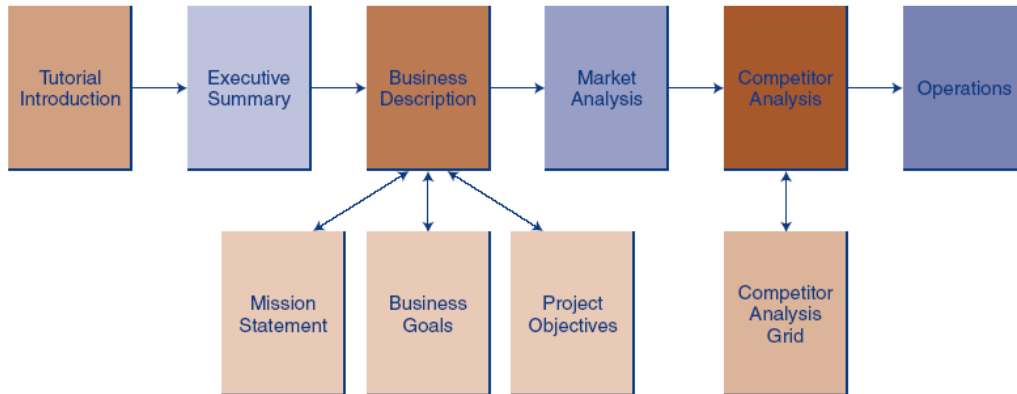 Tutorial
Introduction
Executive
Summary
Business
Description
Market
Analysis
Competitor
Analysis
Operations
Mission
Statement
Business
Goals
Project
Objectives
Competitor
Analysis
Grid